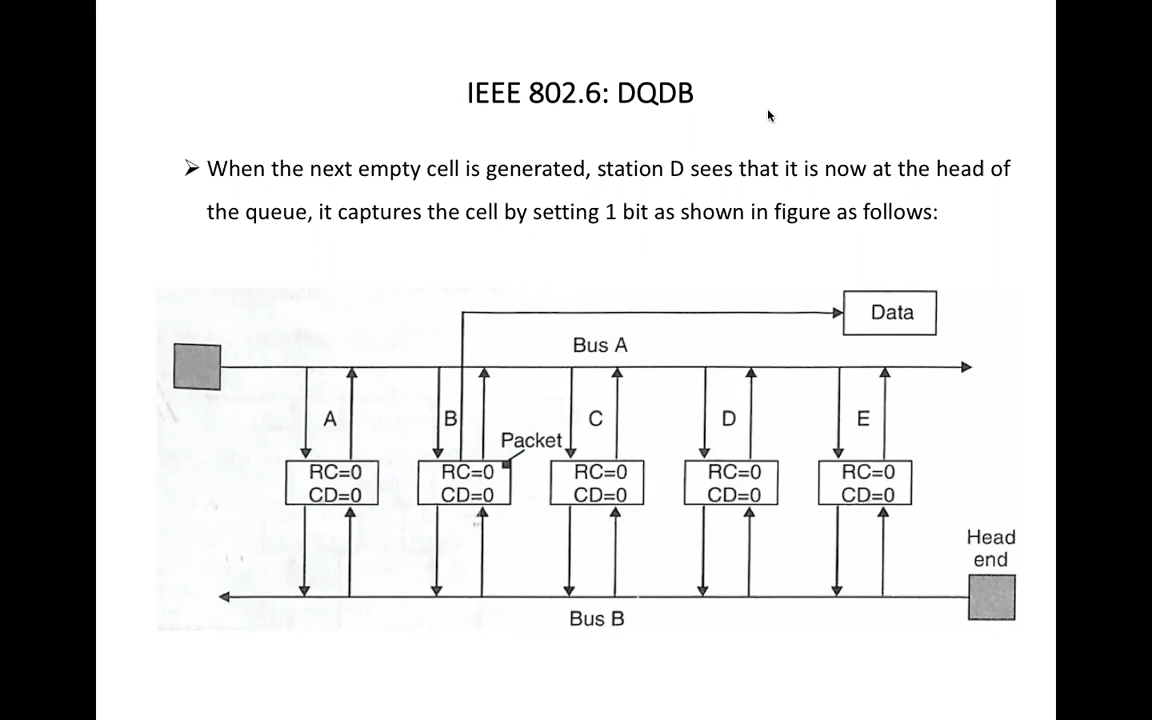 IEEE 802.6: DQDB
➢ When the next empty cell is generated, station D sees that it is now at the head of
the queue, it captures the cell by setting 1 bit as shown in figure as follows:
Data
Bus A
A B C D E
Packet
RC=0 RC=0 RC=0 RC=0 RC=0
CD=0 CD=0 CD=0 CD=0 CD=0
Head
end
Bus B